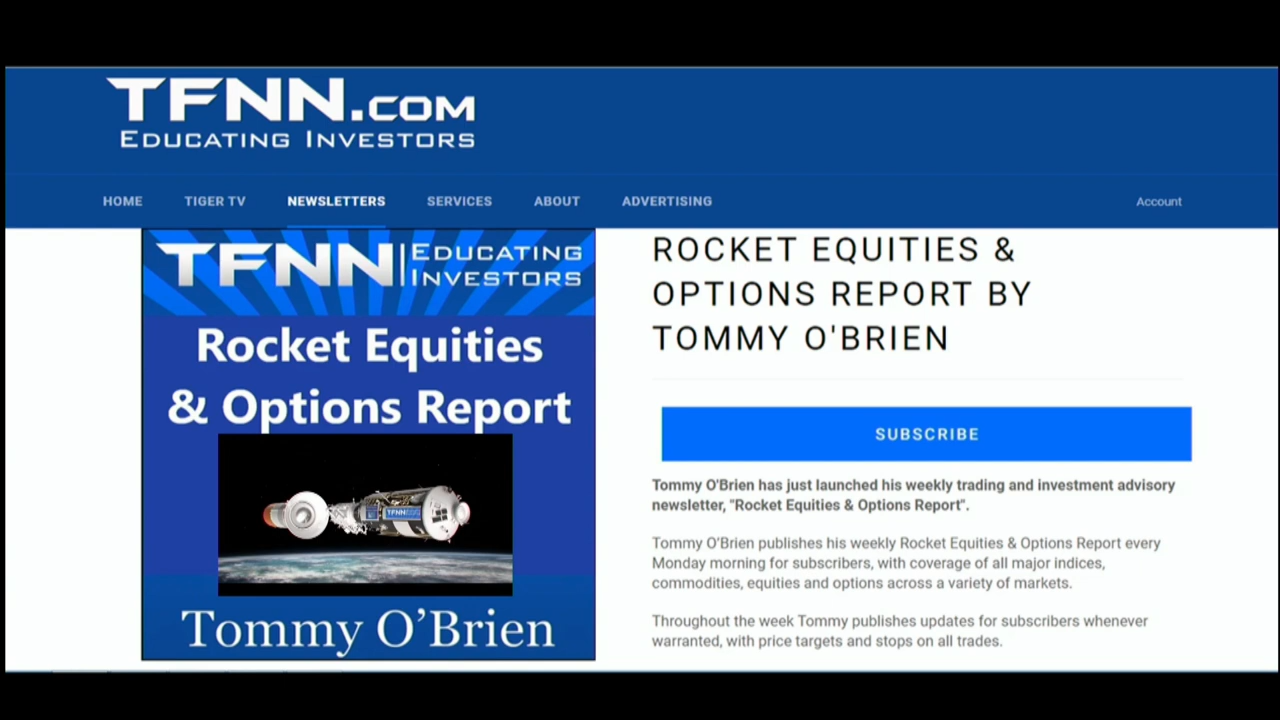 TFNN.COM
EDUCATING INVESTORS
HOME TIGER TV NEWSLETTERS SERVICES ABOUT ADVERTISING Account
TFNN EDUCATING
INVESTORS
Rocket Equities
& Options Report
TFNN
Tommy O'Brien
ROCKET EQUITIES &
OPTIONS REPORT BY
TOMMY O'BRIEN
SUBSCRIBE
Tommy O'Brien has just launched his weekly trading and investment advisory
newsletter, "Rocket Equities & Options Report".
Tommy O'Brien publishes his weekly Rocket Equities & Options Report every
Monday morning for subscribers, with coverage of all major indices,
commodities, equities and options across a variety of markets.
Throughout the week Tommy publishes updates for subscribers whenever
warranted, with price targets and stops on all trades.